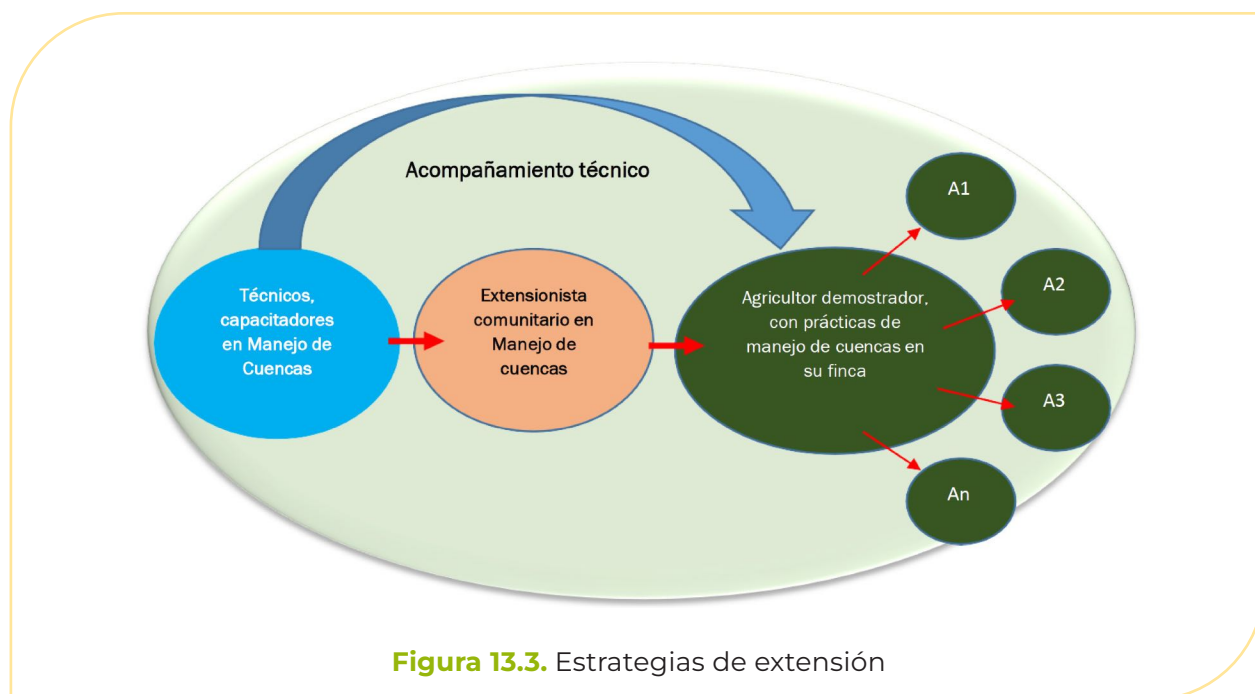 Acompañamiento técnico
Técnicos,
capacitadores
en Manejo de
Cuencas
Extensionista
comunitario en
Manejo de
cuencas
Agricultor demostrador,
con prácticas de
manejo de cuencas en
su finca
A1
A2
A3
An
Figura 13.3. Estrategias de extensión